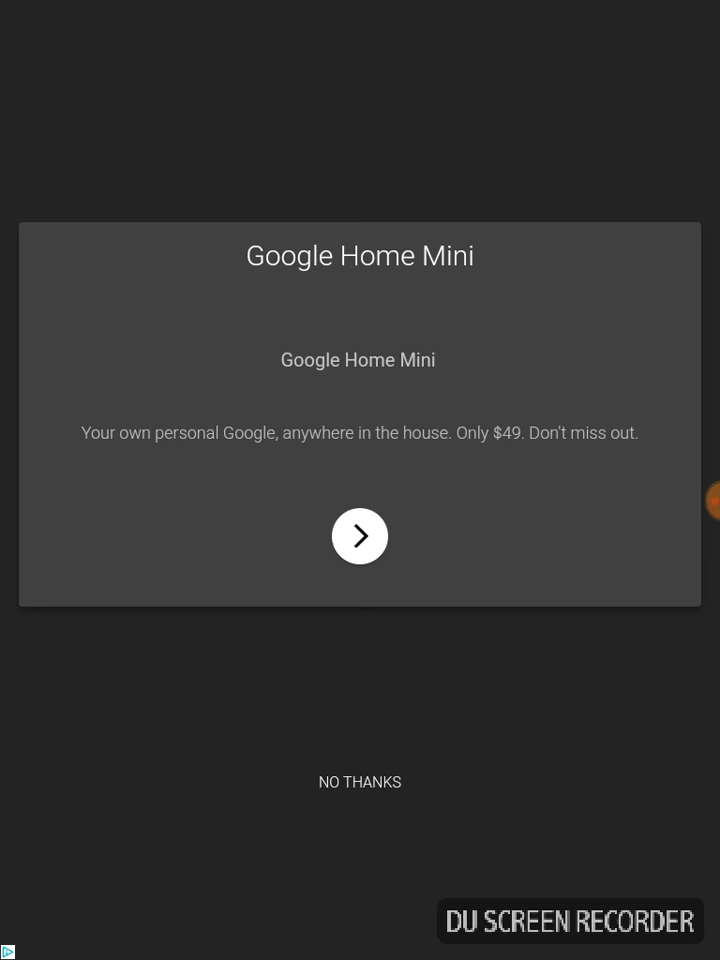 Google Home Mini
Google Home Mini
Your own personal Google, anywhere in the house. Only $49. Don't miss out.
NO THANKS
DU SCREEN RECORDER